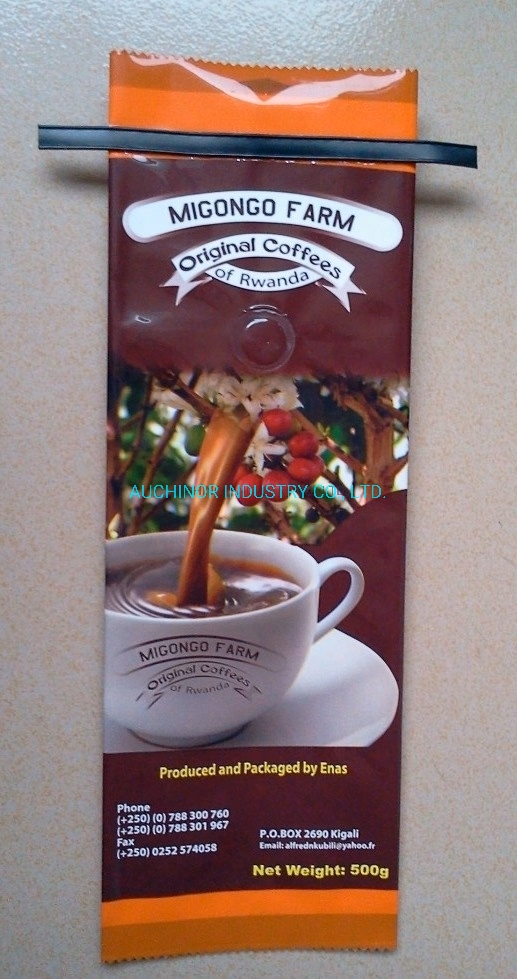 MIGONGO FARM
Original Coffees
of Rwanda
AUCHINOR INDUSTRY CO., LTD.
MIGONGO FARM
Original Coffees
of Rwanda
Produced and Packaged by Enas
Phone
(+250) (0) 788 300 760
(+250) (0) 788 301 967
Fax
(+250) 0252 574058
P.O.BOX 2690 Kigali
Email: alfrednkubili@yahoo.fr
Net Weight: 500g